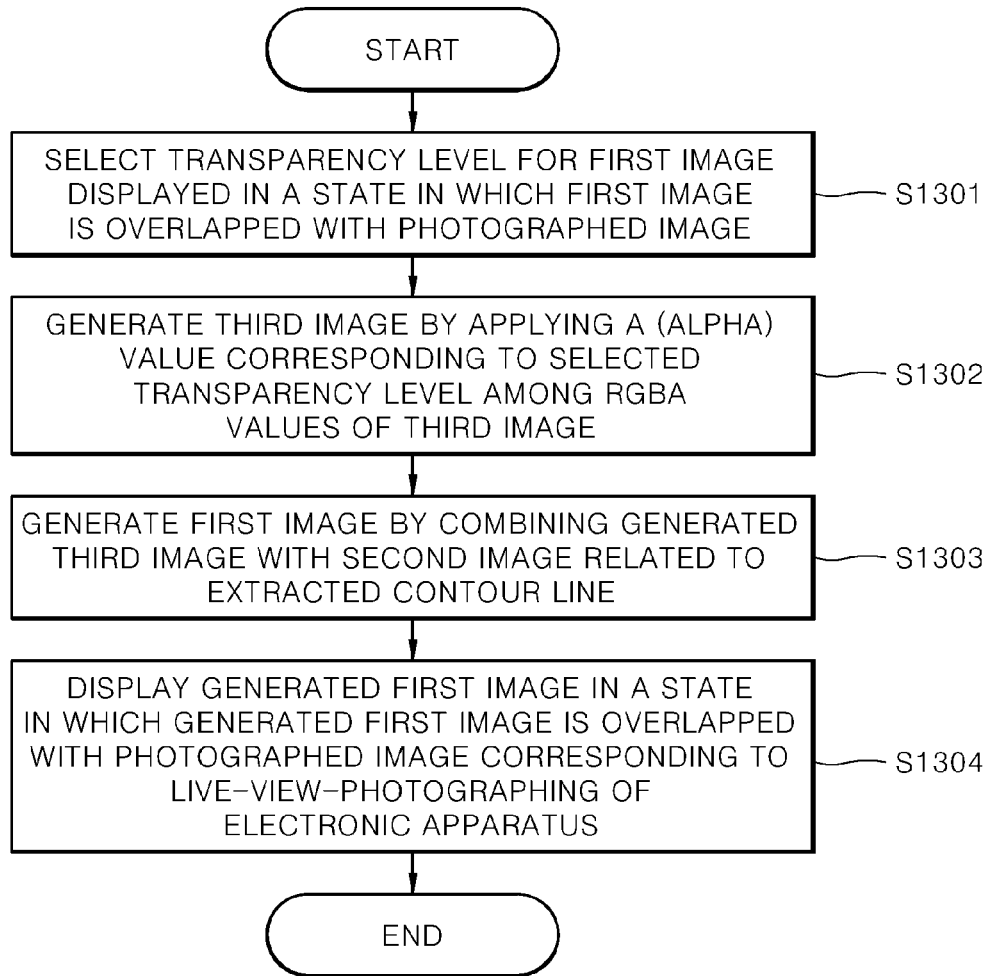 START
SELECT TRANSPARENCY LEVEL FOR FIRST IMAGE
DISPLAYED IN A STATE IN WHICH FIRST IMAGE
IS OVERLAPPED WITH PHOTOGRAPHED IMAGE
S1301
GENERATE THIRD IMAGE BY APPLYING A (ALPHA)
VALUE CORRESPONDING TO SELECTED
TRANSPARENCY LEVEL AMONG RGBA
VALUES OF THIRD IMAGE
S1302
GENERATE FIRST IMAGE BY COMBINING GENERATED
THIRD IMAGE WITH SECOND IMAGE RELATED TO
EXTRACTED CONTOUR LINE
S1303
DISPLAY GENERATED FIRST IMAGE IN A STATE
IN WHICH GENERATED FIRST IMAGE IS OVERLAPPED
WITH PHOTOGRAPHED IMAGE CORRESPONDING TO
LIVE-VIEW-PHOTOGRAPHING OF
ELECTRONIC APPARATUS
S1304
END